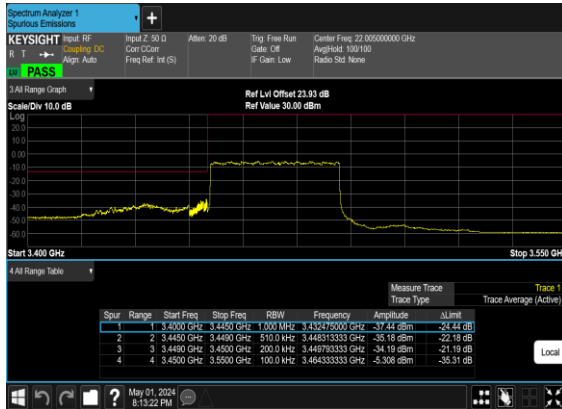 Spectrum Analyzer 1
Spurious Emissions
KEYSIGHT
R T
LXI PASS
Input: RF
Coupling: DC
Align: Auto
Input Z: 50 Ω
Corr CCorr
Freq Ref: Int (S)
Atten: 20 dB
Trig: Free Run
Gate: Off
IF Gain: Low
Center Freq: 22.005000000 GHz
Avg|Hold: 100/100
Radio Std: None
3 All Range Graph
Scale/Div 10.0 dB
Ref Lvl Offset 23.93 dB
Ref Value 30.00 dBm
Log
20.0
10.0
0.00
-10.0
-20.0
-30.0
-40.0
-50.0
-60.0
Start 3.400 GHz
Stop 3.550 GHz
4 All Range Table
Measure Trace Trace 1
Trace Type Trace Average (Active)
Spur Range Start Freq Stop Freq RBW Frequency Amplitude ΔLimit
1 1 3.4000 GHz 3.4450 GHz 1.000 MHz 3.432475000 GHz -37.44 dBm -24.44 dB
2 2 3.4450 GHz 3.4490 GHz 510.0 kHz 3.448313333 GHz -35.18 dBm -22.18 dB
3 3 3.4490 GHz 3.4500 GHz 200.0 kHz 3.449793333 GHz -34.19 dBm -21.19 dB
4 4 3.4500 GHz 3.5500 GHz 100.0 kHz 3.464333333 GHz -5.308 dBm -35.31 dB
Local
?
May 01, 2024
8:13:22 PM